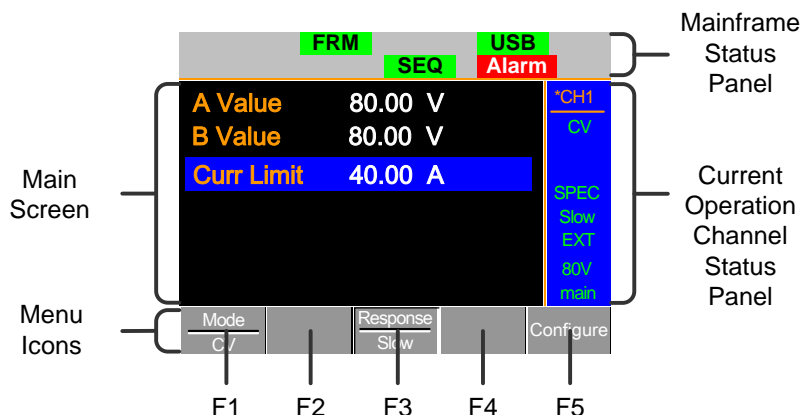 Mainframe
Status
Panel
FRM USB
SEQ Alarm
A Value 80.00 V
B Value 80.00 V
Curr Limit 40.00 A
*CH1
CV
SPEC
Slow
EXT
80V
main
Main
Screen
Current
Operation
Channel
Status
Panel
Menu
Icons
Mode
CV
Response
Slow
Configure
F1 F2 F3 F4 F5